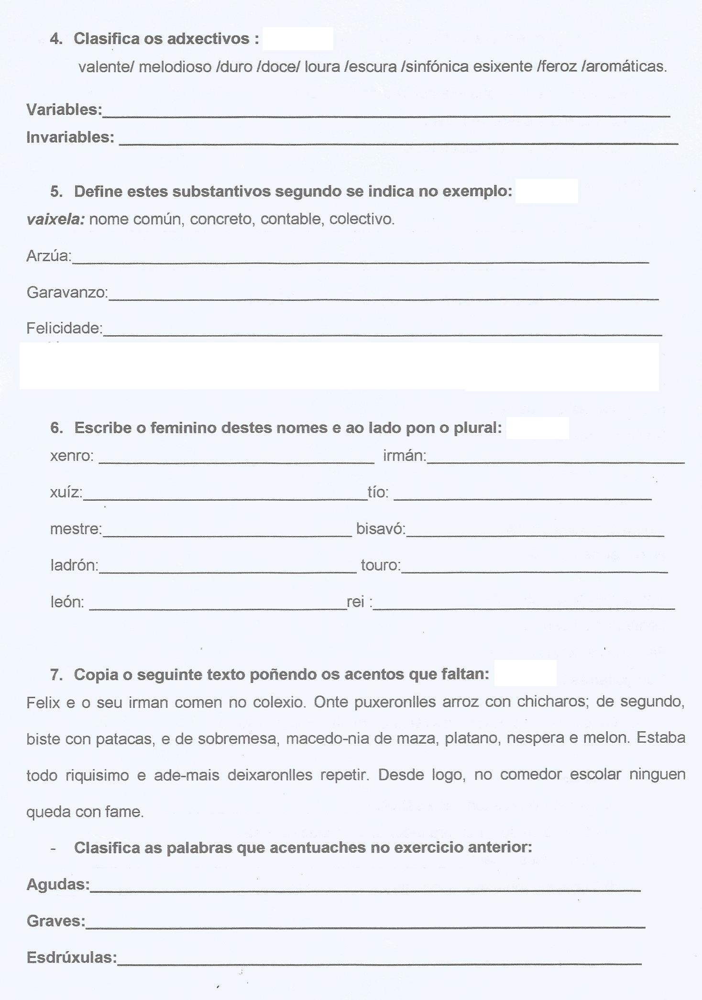 4. Clasifica os adxectivos :
valente/ melodioso /duro /doce/ loura /escura /sinfónica esixente /feroz /aromáticas.
Variables:
Invariables:
5. Define estes substantivos segundo se indica no exemplo:
vaixela: nome común, concreto, contable, colectivo.
Arzúa:
Garavanzo:
Felicidade:
6. Escribe o feminino destes nomes e ao lado pon o plural:
xenro: irmán:
xuíz: tío:
mestre: bisavó:
ladrón: touro:
león: rei :
7. Copia o seguinte texto poñendo os acentos que faltan:
Felix e o seu irman comen no colexio. Onte puxeronlles arroz con chicharos; de segundo,
biste con patacas, e de sobremesa, macedo-nia de maza, platano, nespera e melon. Estaba
todo riquisimo e ade-mais deixaronlles repetir. Desde logo, no comedor escolar ninguen
queda con fame.
- Clasifica as palabras que acentuaches no exercicio anterior:
Agudas:
Graves:
Esdrúxulas: